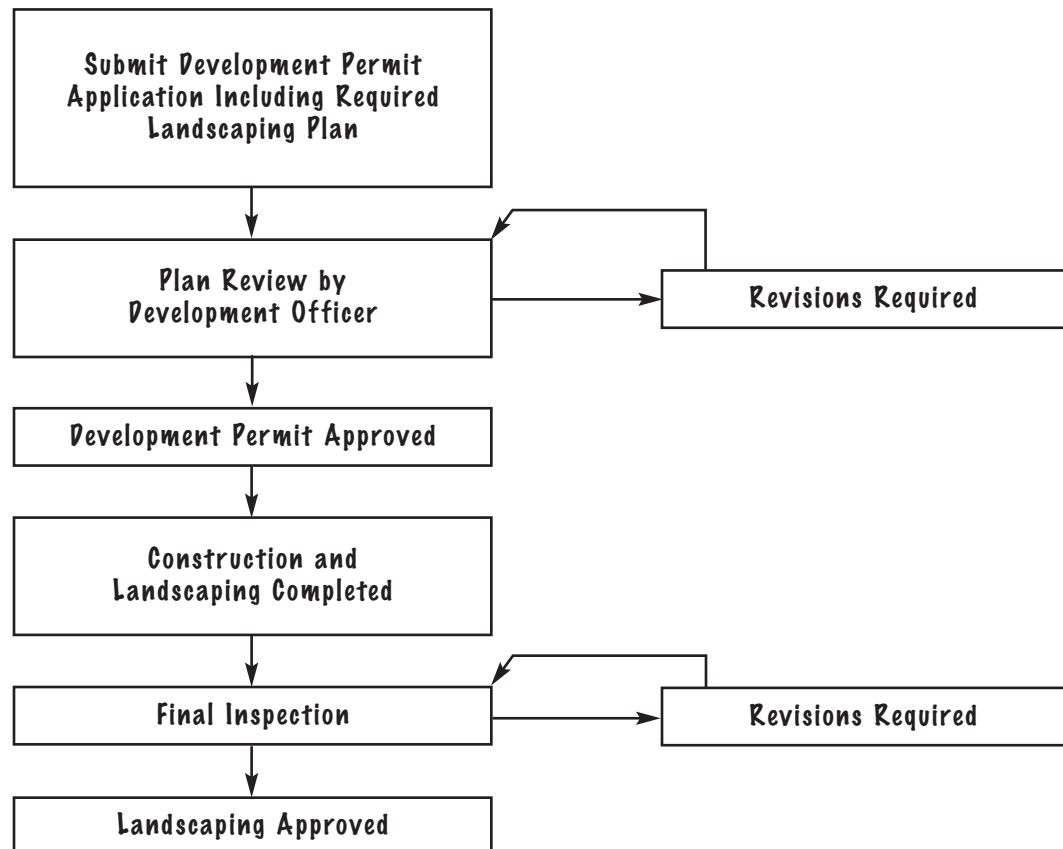 Submit Development Permit
Application Including Required
Landscaping Plan
Plan Review by
Development Officer
Revisions Required
Development Permit Approved
Construction and
Landscaping Completed
Final Inspection
Revisions Required
Landscaping Approved